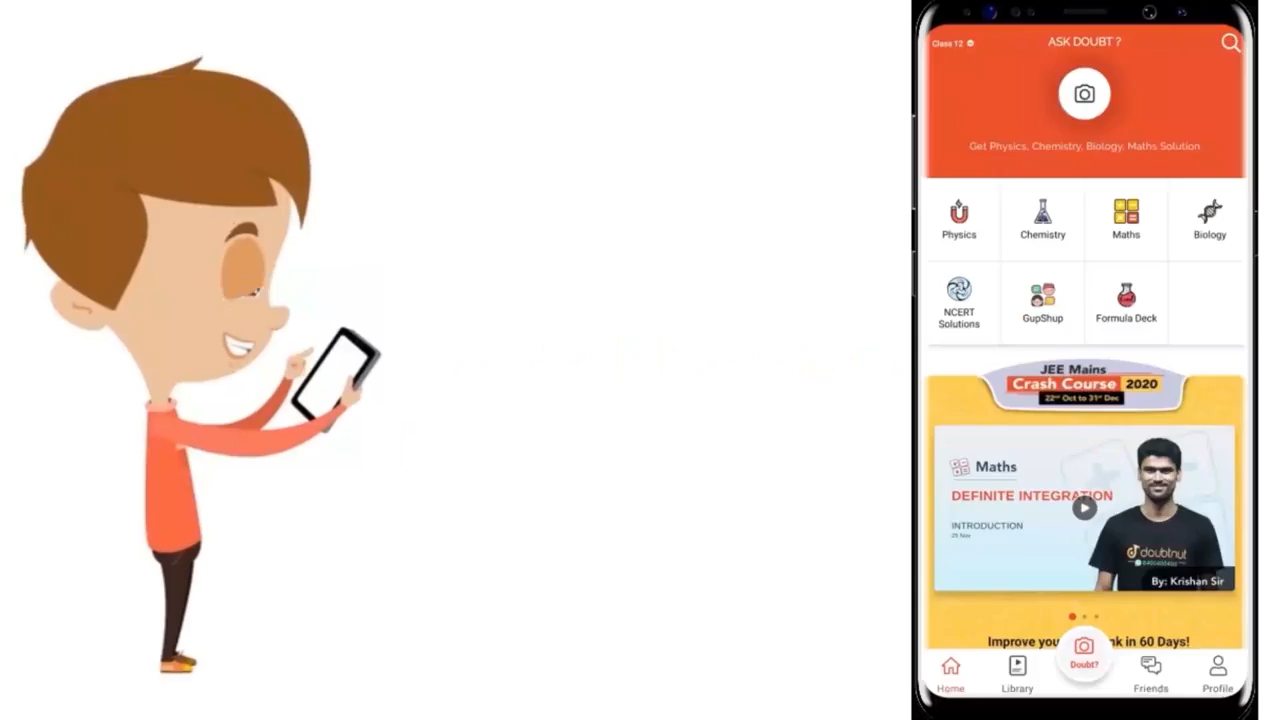 Class 12
ASK DOUBT ?
Get Physics, Chemistry, Biology, Maths Solution
Physics
Chemistry
Maths
Biology
NCERT
Solutions
GupShup
Formula Deck
JEE Mains
Crash Course 2020
22nd Oct to 31st Dec
Maths
DEFINITE INTEGRATION
INTRODUCTION
25 Nov
doubtnut
By: Krishan Sir
in 60 Days!
Doubt?
Home
Library
Friends
Profile